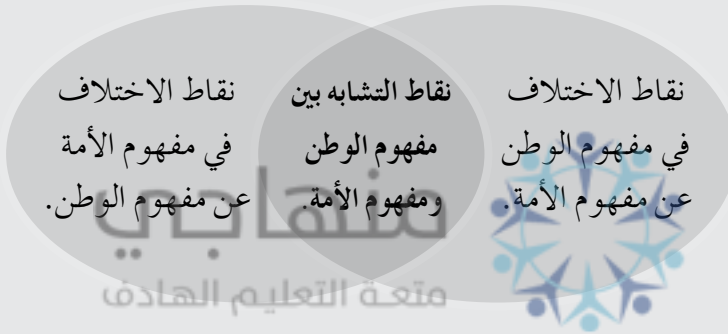 نقاط الاختلاف
في مفهوم الوطن
عن مفهوم الأمة.
نقاط التشابه بين
مفهوم الوطن
ومفهوم الأمة.
نقاط الاختلاف
في مفهوم الأمة
عن مفهوم الوطن.
منهاجي
متعة التعليم الهادف